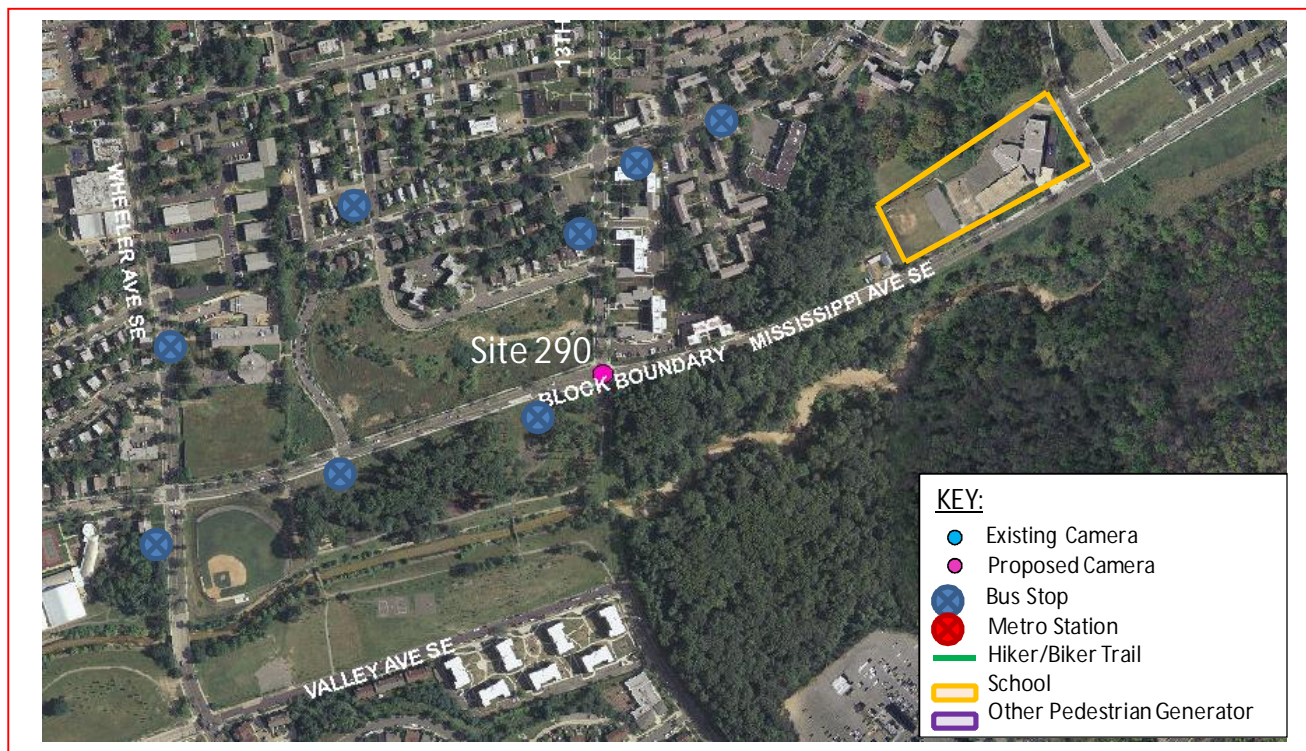 13TH
WHEELER AVE SE
Site 290
BLOCK BOUNDARY MISSISSIPPI AVE SE
VALLEY AVE SE
KEY:
Existing Camera
Proposed Camera
Bus Stop
Metro Station
Hiker/Biker Trail
School
Other Pedestrian Generator